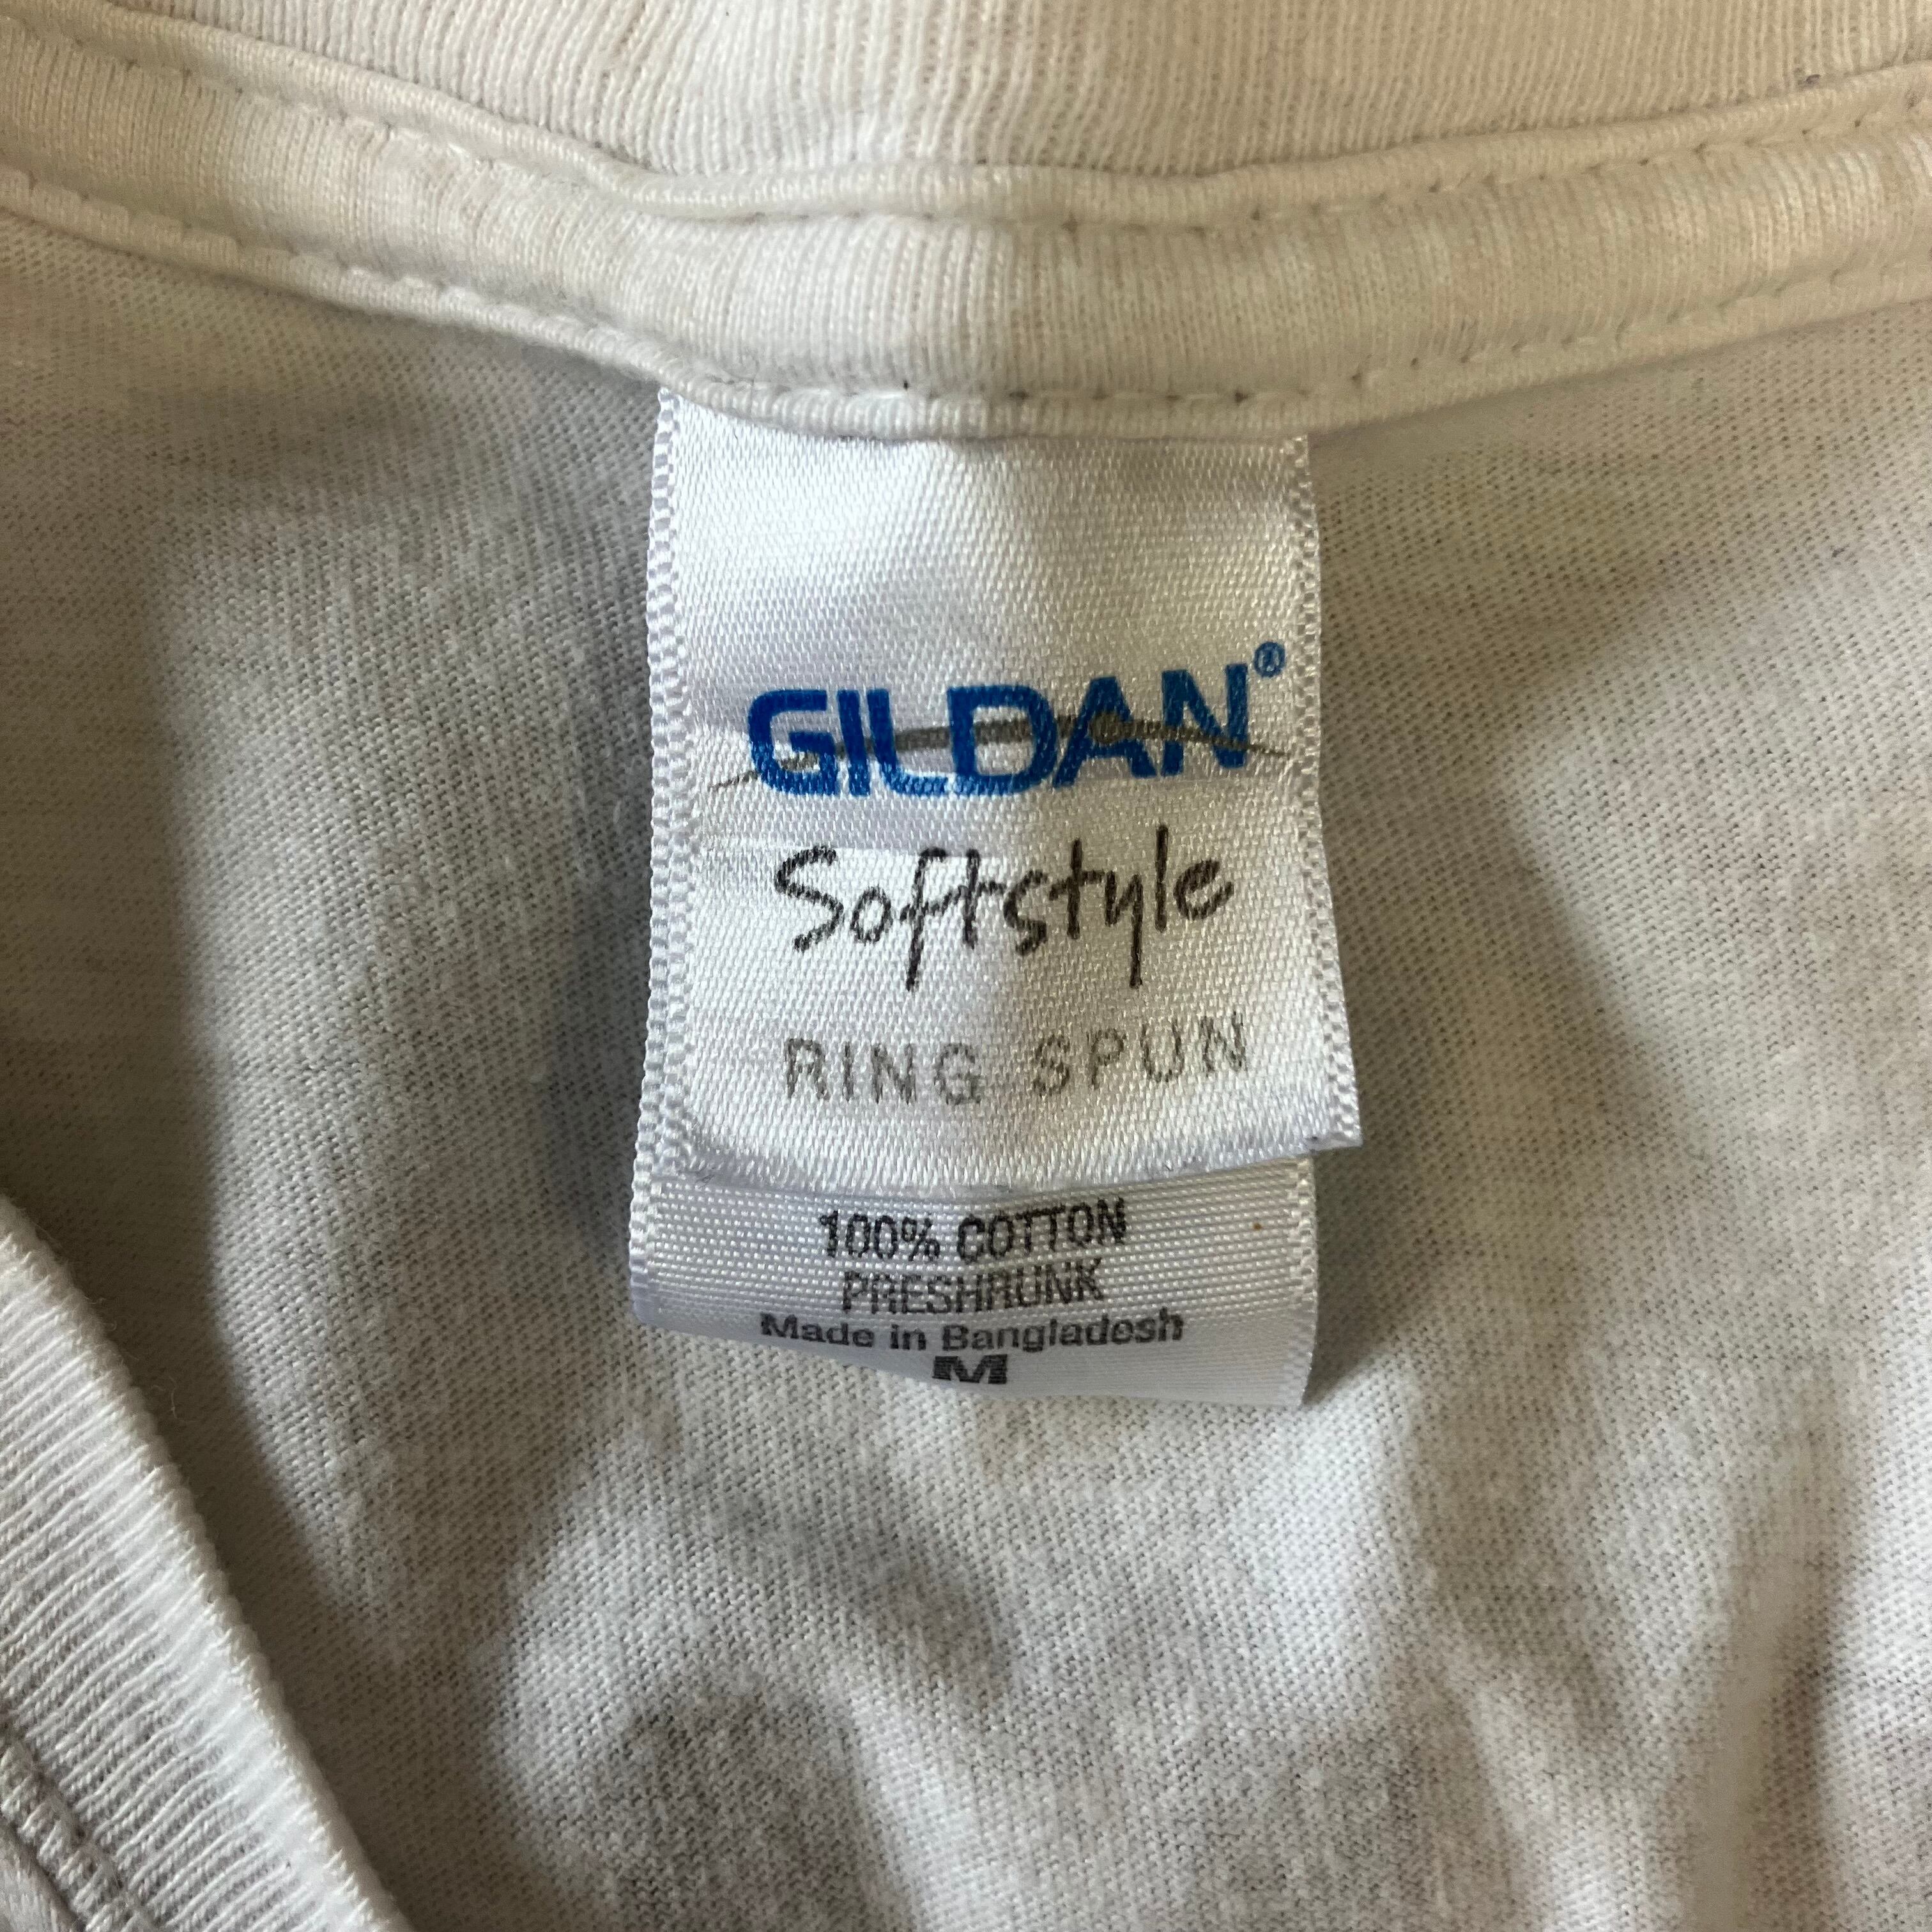 GILDAN®
Softstyle
RING SPUN
100% COTTON
PRESHRUNK
Made in Bangladesh
M